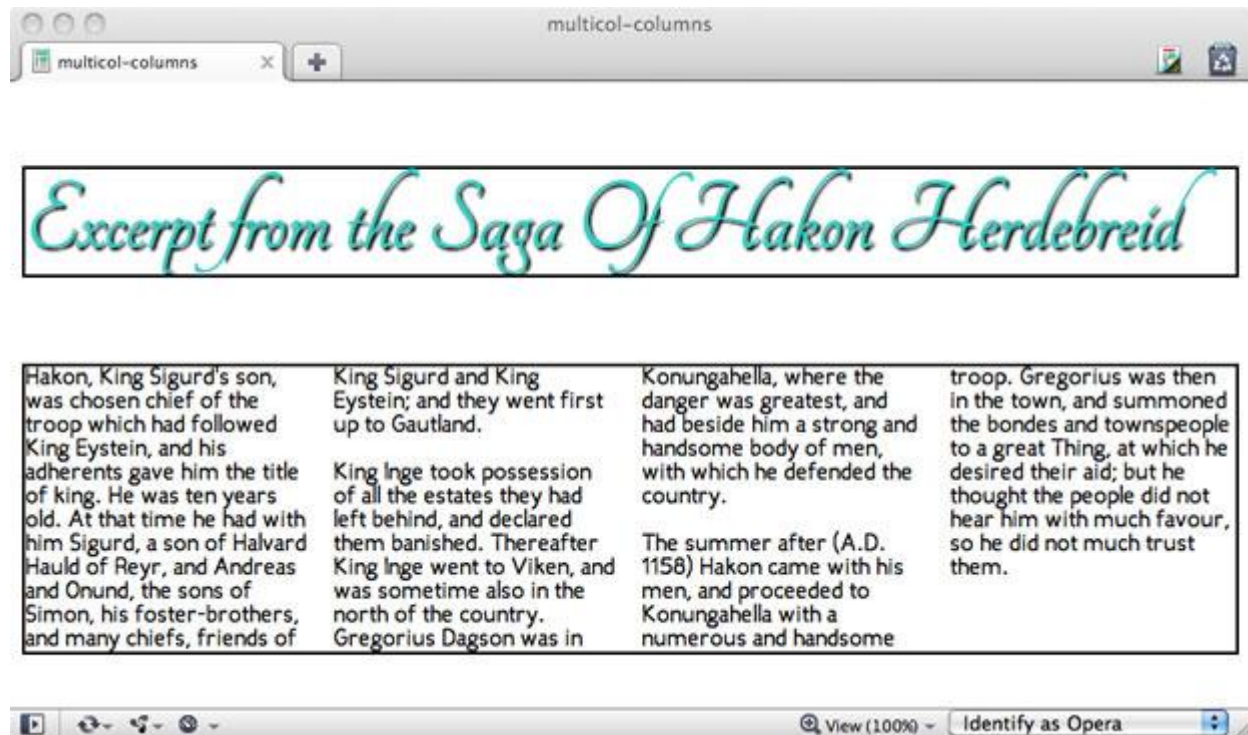 multicol-columns
multicol-columns
Excerpt from the Saga Of Hakon Herdebreid
Hakon, King Sigurd's son,
was chosen chief of the
troop which had followed
King Eystein, and his
adherents gave him the title
of king. He was ten years
old. At that time he had with
him Sigurd, a son of Halvard
Hauld of Reyr, and Andreas
and Onund, the sons of
Simon, his foster-brothers,
and many chiefs, friends of
King Sigurd and King
Eystein; and they went first
up to Gautland.
King Inge took possession
of all the estates they had
left behind, and declared
them banished. Thereafter
King Inge went to Viken, and
was sometime also in the
north of the country.
Gregorius Dagson was in
Konungahella, where the
danger was greatest, and
had beside him a strong and
handsome body of men,
with which he defended the
country.
The summer after (A.D.
1158) Hakon came with his
men, and proceeded to
Konungahella with a
numerous and handsome
troop. Gregorius was then
in the town, and summoned
the bondes and townspeople
to a great Thing, at which he
desired their aid; but he
thought the people did not
hear him with much favour,
so he did not much trust
them.
View (100%)
Identify as Opera